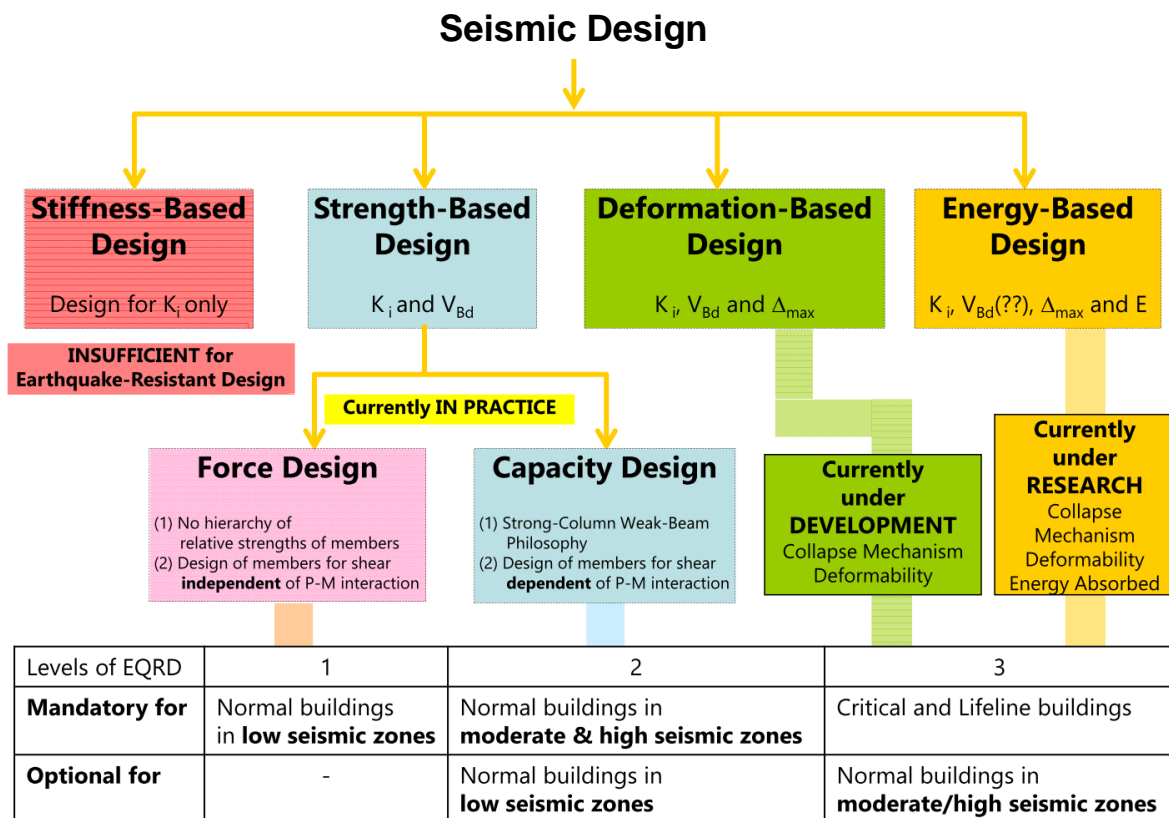 Seismic Design
Stiffness-Based
Design
Design for Ki only
Strength-Based
Design
K i and VBd
Deformation-Based
Design
K i, VBd and Δmax
Energy-Based
Design
K i, VBd(??), Δmax and E
INSUFFICIENT for
Earthquake-Resistant Design
Currently IN PRACTICE
Force Design
(1) No hierarchy of
relative strengths of members
(2) Design of members for shear
independent of P-M interaction
Capacity Design
(1) Strong-Column Weak-Beam
Philosophy
(2) Design of members for shear
dependent of P-M interaction
Currently
under
DEVELOPMENT
Collapse Mechanism
Deformability
Currently
under
RESEARCH
Collapse
Mechanism
Deformability
Energy Absorbed
Levels of EQRD 1 2 3
Mandatory for
Normal buildings
in low seismic zones
Normal buildings in
moderate & high seismic zones
Critical and Lifeline buildings
Optional for
-
Normal buildings in
low seismic zones
Normal buildings in
moderate/high seismic zones